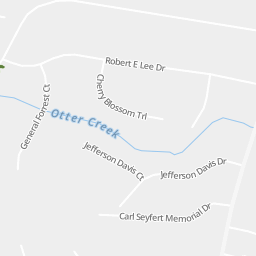 Robert E Lee Dr
Cherry Blossom Trl
General Forrest Ct
Otter Creek
Jefferson Davis Ct
Jefferson Davis Dr
Carl Seyfert Memorial Dr